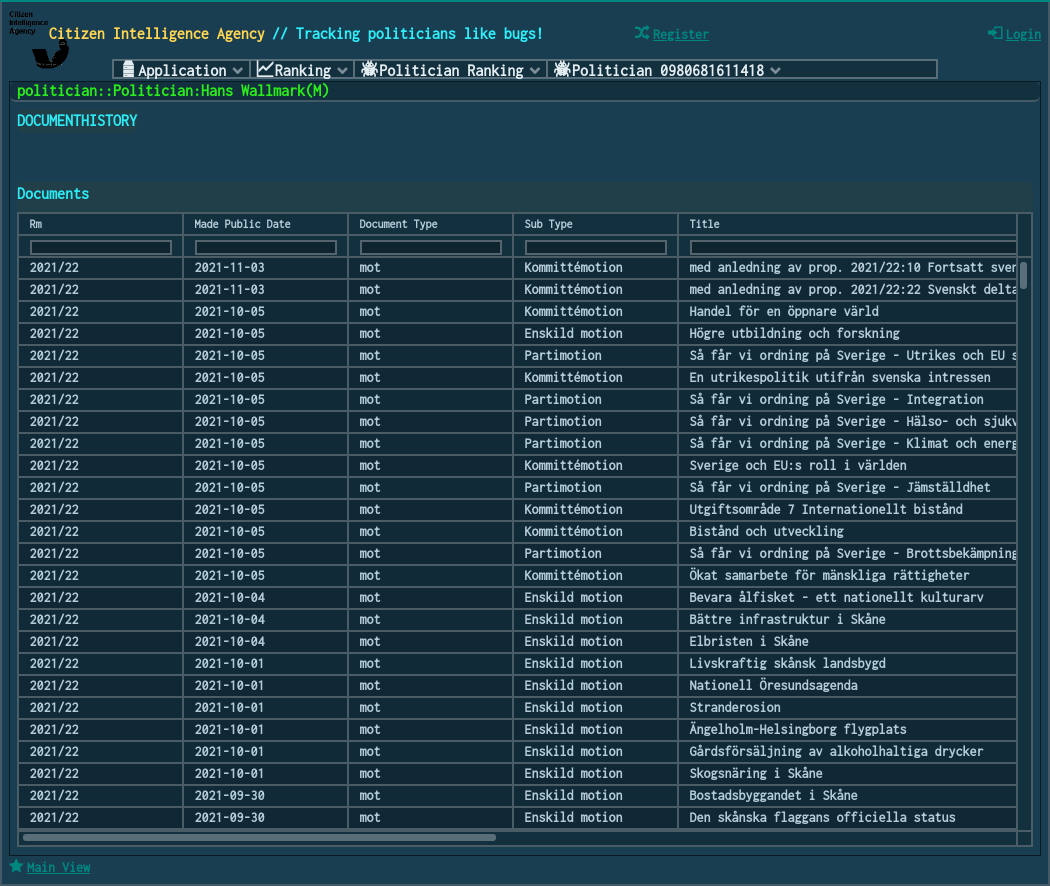 Citizen
Intelligence
Agency
Citizen Intelligence Agency // Tracking politicians like bugs!
Register
Login
Application Ranking Politician Ranking Politician 0980681611418
politician::Politician:Hans Wallmark(M)
DOCUMENTHISTORY
Documents
Rm Made Public Date Document Type Sub Type Title
2021/22 2021-11-03 mot Kommittémotion med anledning av prop. 2021/22:10 Fortsatt sven
2021/22 2021-11-03 mot Kommittémotion med anledning av prop. 2021/22:22 Svenskt delta
2021/22 2021-10-05 mot Kommittémotion Handel för en öppnare värld
2021/22 2021-10-05 mot Enskild motion Högre utbildning och forskning
2021/22 2021-10-05 mot Partimotion Så får vi ordning på Sverige - Utrikes och EU s
2021/22 2021-10-05 mot Kommittémotion En utrikespolitik utifrån svenska intressen
2021/22 2021-10-05 mot Partimotion Så får vi ordning på Sverige - Integration
2021/22 2021-10-05 mot Partimotion Så får vi ordning på Sverige - Hälso- och sjukv
2021/22 2021-10-05 mot Partimotion Så får vi ordning på Sverige - Klimat och energ
2021/22 2021-10-05 mot Kommittémotion Sverige och EU:s roll i världen
2021/22 2021-10-05 mot Partimotion Så får vi ordning på Sverige - Jämställdhet
2021/22 2021-10-05 mot Kommittémotion Utgiftsområde 7 Internationellt bistånd
2021/22 2021-10-05 mot Kommittémotion Bistånd och utveckling
2021/22 2021-10-05 mot Partimotion Så får vi ordning på Sverige - Brottsbekämpning
2021/22 2021-10-05 mot Kommittémotion Ökat samarbete för mänskliga rättigheter
2021/22 2021-10-04 mot Enskild motion Bevara ålfisket - ett nationellt kulturarv
2021/22 2021-10-04 mot Enskild motion Bättre infrastruktur i Skåne
2021/22 2021-10-04 mot Enskild motion Elbristen i Skåne
2021/22 2021-10-01 mot Enskild motion Livskraftig skånsk landsbygd
2021/22 2021-10-01 mot Enskild motion Nationell Öresundsagenda
2021/22 2021-10-01 mot Enskild motion Stranderosion
2021/22 2021-10-01 mot Enskild motion Ängelholm-Helsingborg flygplats
2021/22 2021-10-01 mot Enskild motion Gårdsförsäljning av alkoholhaltiga drycker
2021/22 2021-10-01 mot Enskild motion Skogsnäring i Skåne
2021/22 2021-09-30 mot Enskild motion Bostadsbyggandet i Skåne
2021/22 2021-09-30 mot Enskild motion Den skånska flaggans officiella status
Main View